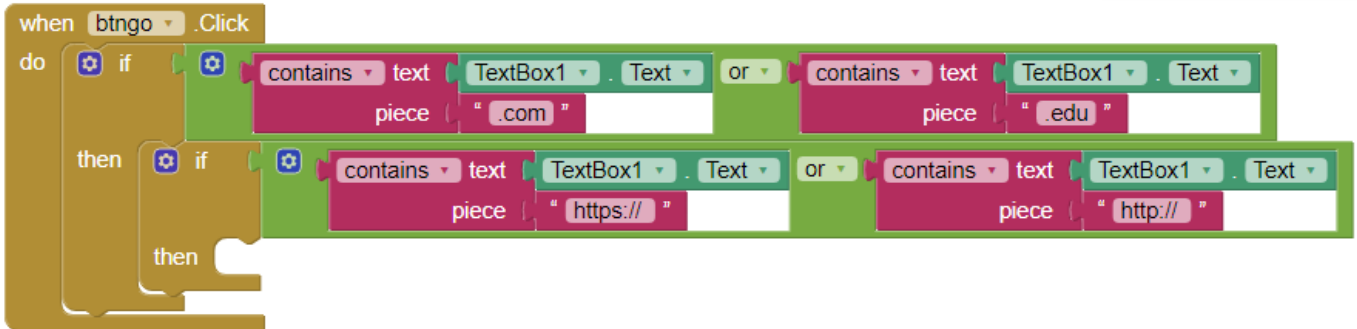 when btngo .Click
do if contains text TextBox1 . Text or contains text TextBox1 . Text
piece " .com " piece " .edu "
then if contains text TextBox1 . Text or contains text TextBox1 . Text
piece " https:// " piece " http:// "
then